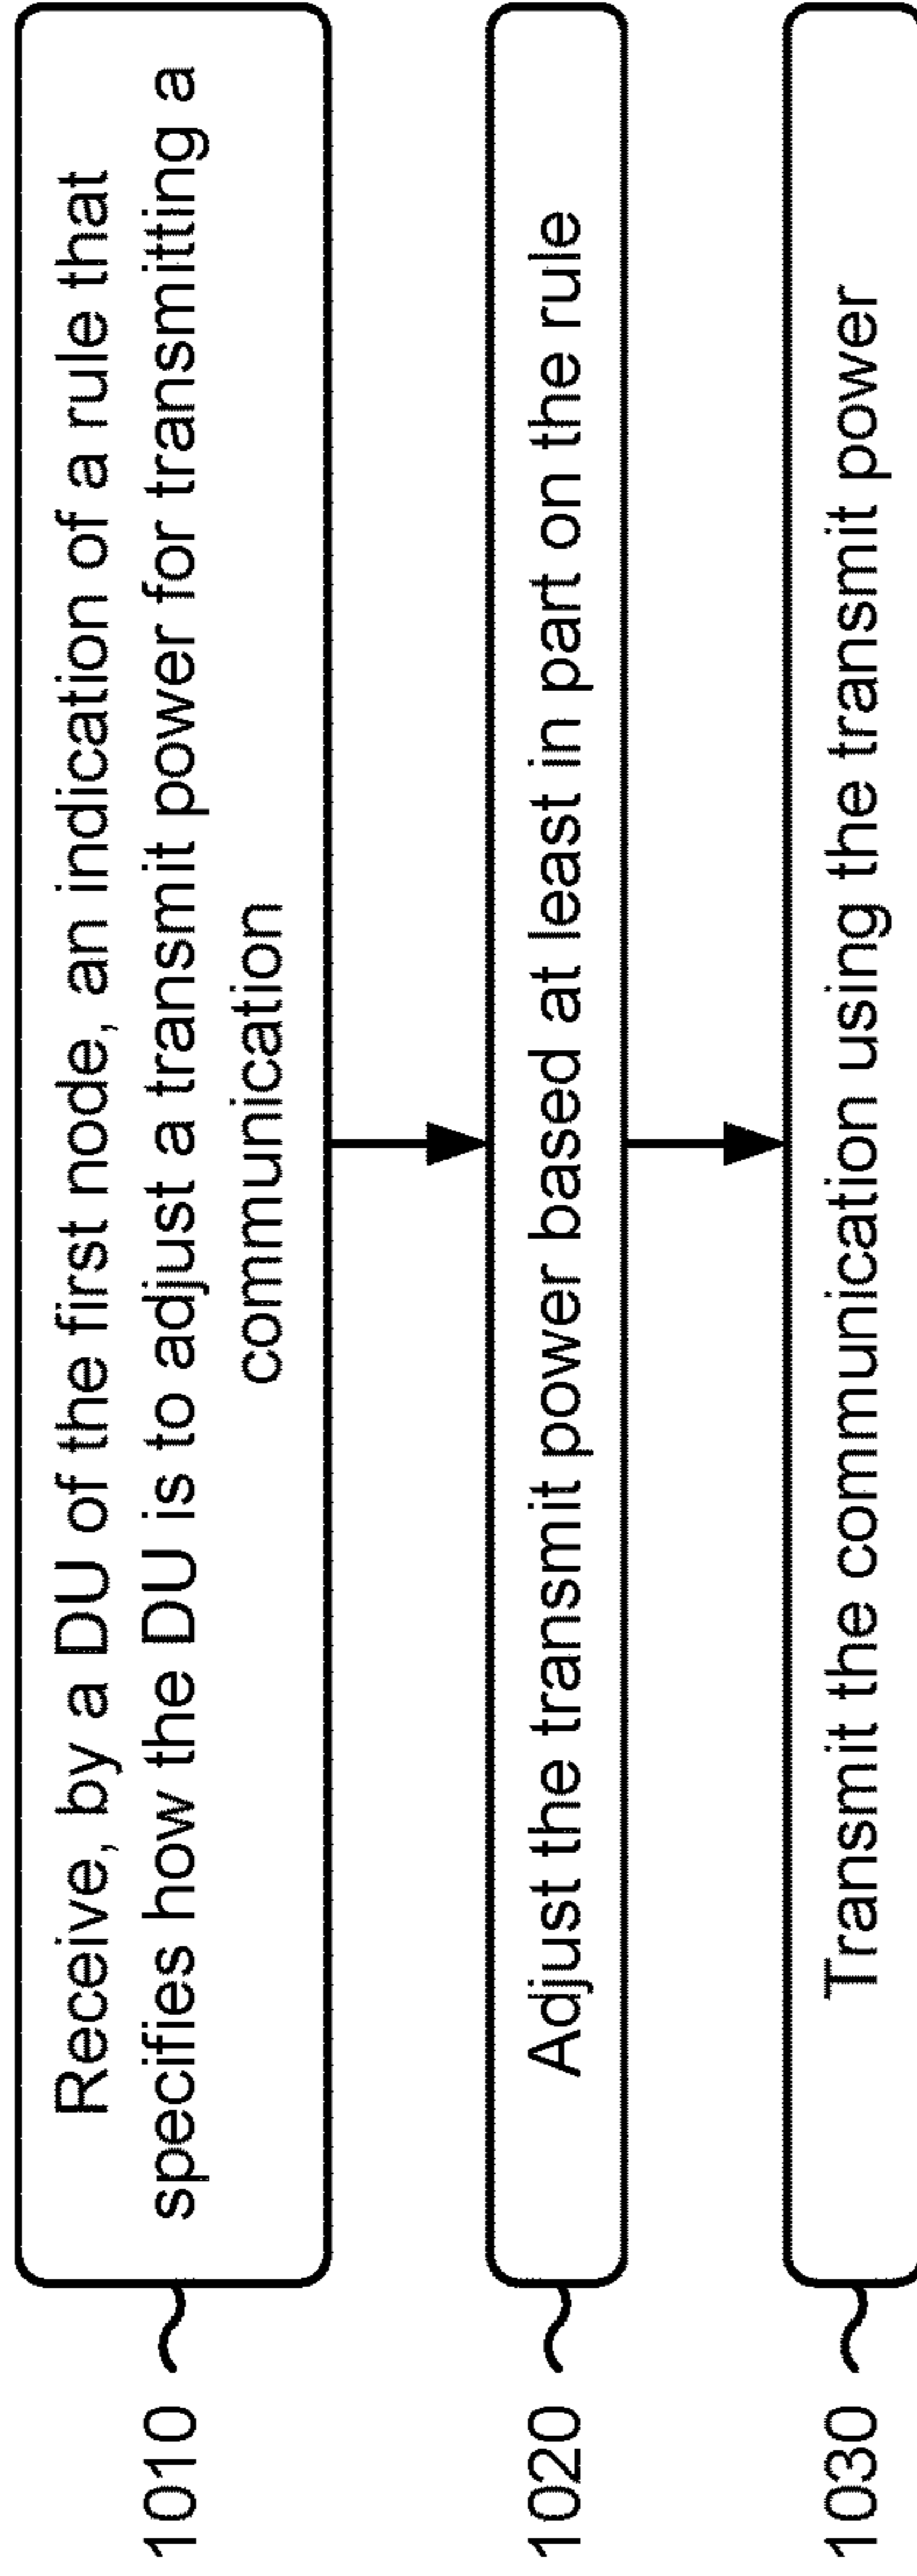 1010
Receive, by a DU of the first node, an indication of a rule that
specifies how the DU is to adjust a transmit power for transmitting a
communication
1020
Adjust the transmit power based at least in part on the rule
1030
Transmit the communication using the transmit power